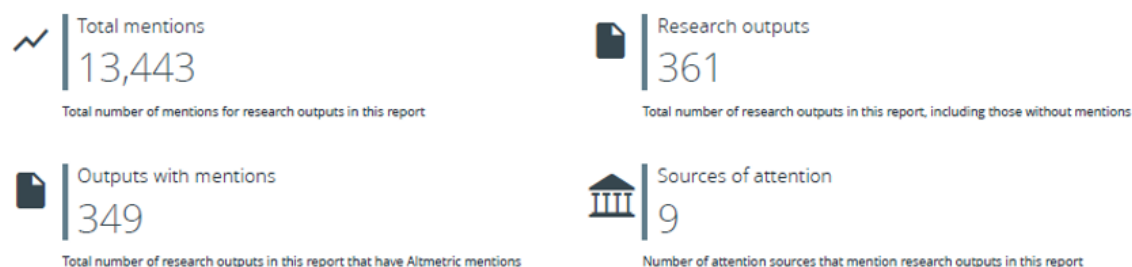 Total mentions
13,443
Total number of mentions for research outputs in this report
Research outputs
361
Total number of research outputs in this report, including those without mentions
Outputs with mentions
349
Total number of research outputs in this report that have Altmetric mentions
Sources of attention
9
Number of attention sources that mention research outputs in this report